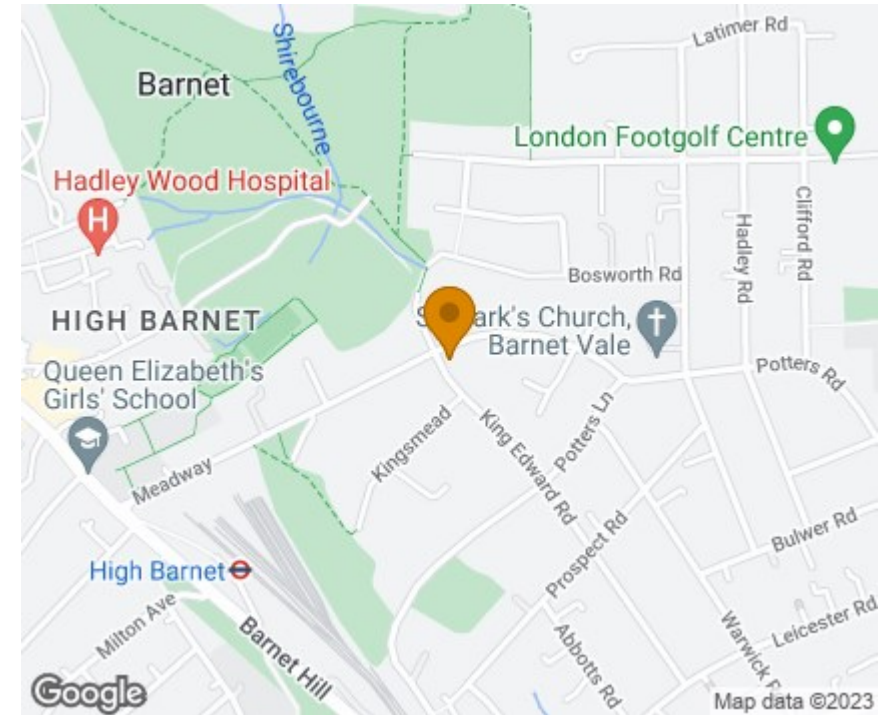 Latimer Rd
Barnet
Shirebourne
London Footgolf Centre
Hadley Wood Hospital
H
Clifford Rd
Hadley Rd
Bosworth Rd
HIGH BARNET
Church,
Barnet Vale
Queen Elizabeth's
Girls' School
Potters Rd
Potters Ln
Kingsmead
King Edward Rd
Meadway
Prospect Rd
Bulwer Rd
High Barnet
Milton Ave
Barnet Hill
Abbotts Rd
Leicester Rd
Warwick
Google
Map data ©2023